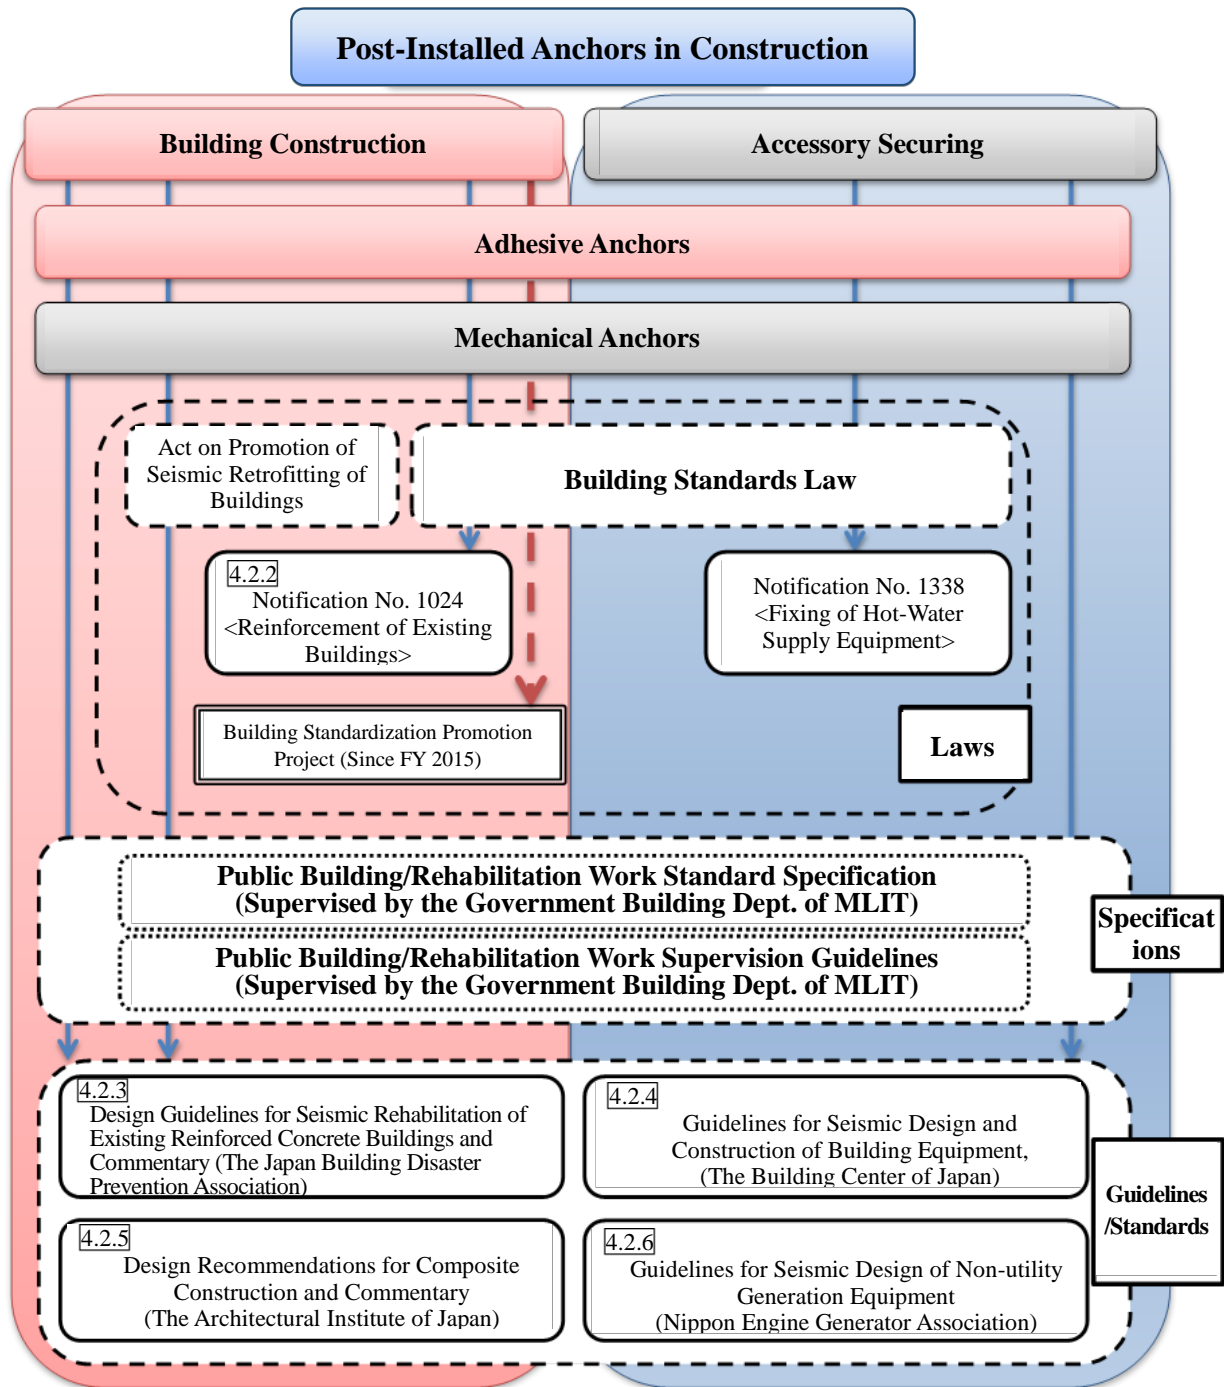 Post-Installed Anchors in Construction
Building Construction
Accessory Securing
Adhesive Anchors
Mechanical Anchors
Act on Promotion of
Seismic Retrofitting of
Buildings
Building Standards Law
4.2.2
Notification No. 1024
<Reinforcement of Existing
Buildings>
Notification No. 1338
<Fixing of Hot-Water
Supply Equipment>
Building Standardization Promotion
Project (Since FY 2015)
Laws
Public Building/Rehabilitation Work Standard Specification
(Supervised by the Government Building Dept. of MLIT)
Public Building/Rehabilitation Work Supervision Guidelines
(Supervised by the Government Building Dept. of MLIT)
Specificat
ions
4.2.3
Design Guidelines for Seismic Rehabilitation of
Existing Reinforced Concrete Buildings and
Commentary (The Japan Building Disaster
Prevention Association)
4.2.4
Guidelines for Seismic Design and
Construction of Building Equipment,
(The Building Center of Japan)
4.2.5
Design Recommendations for Composite
Construction and Commentary
(The Architectural Institute of Japan)
4.2.6
Guidelines for Seismic Design of Non-utility
Generation Equipment
(Nippon Engine Generator Association)
Guidelines
/Standards